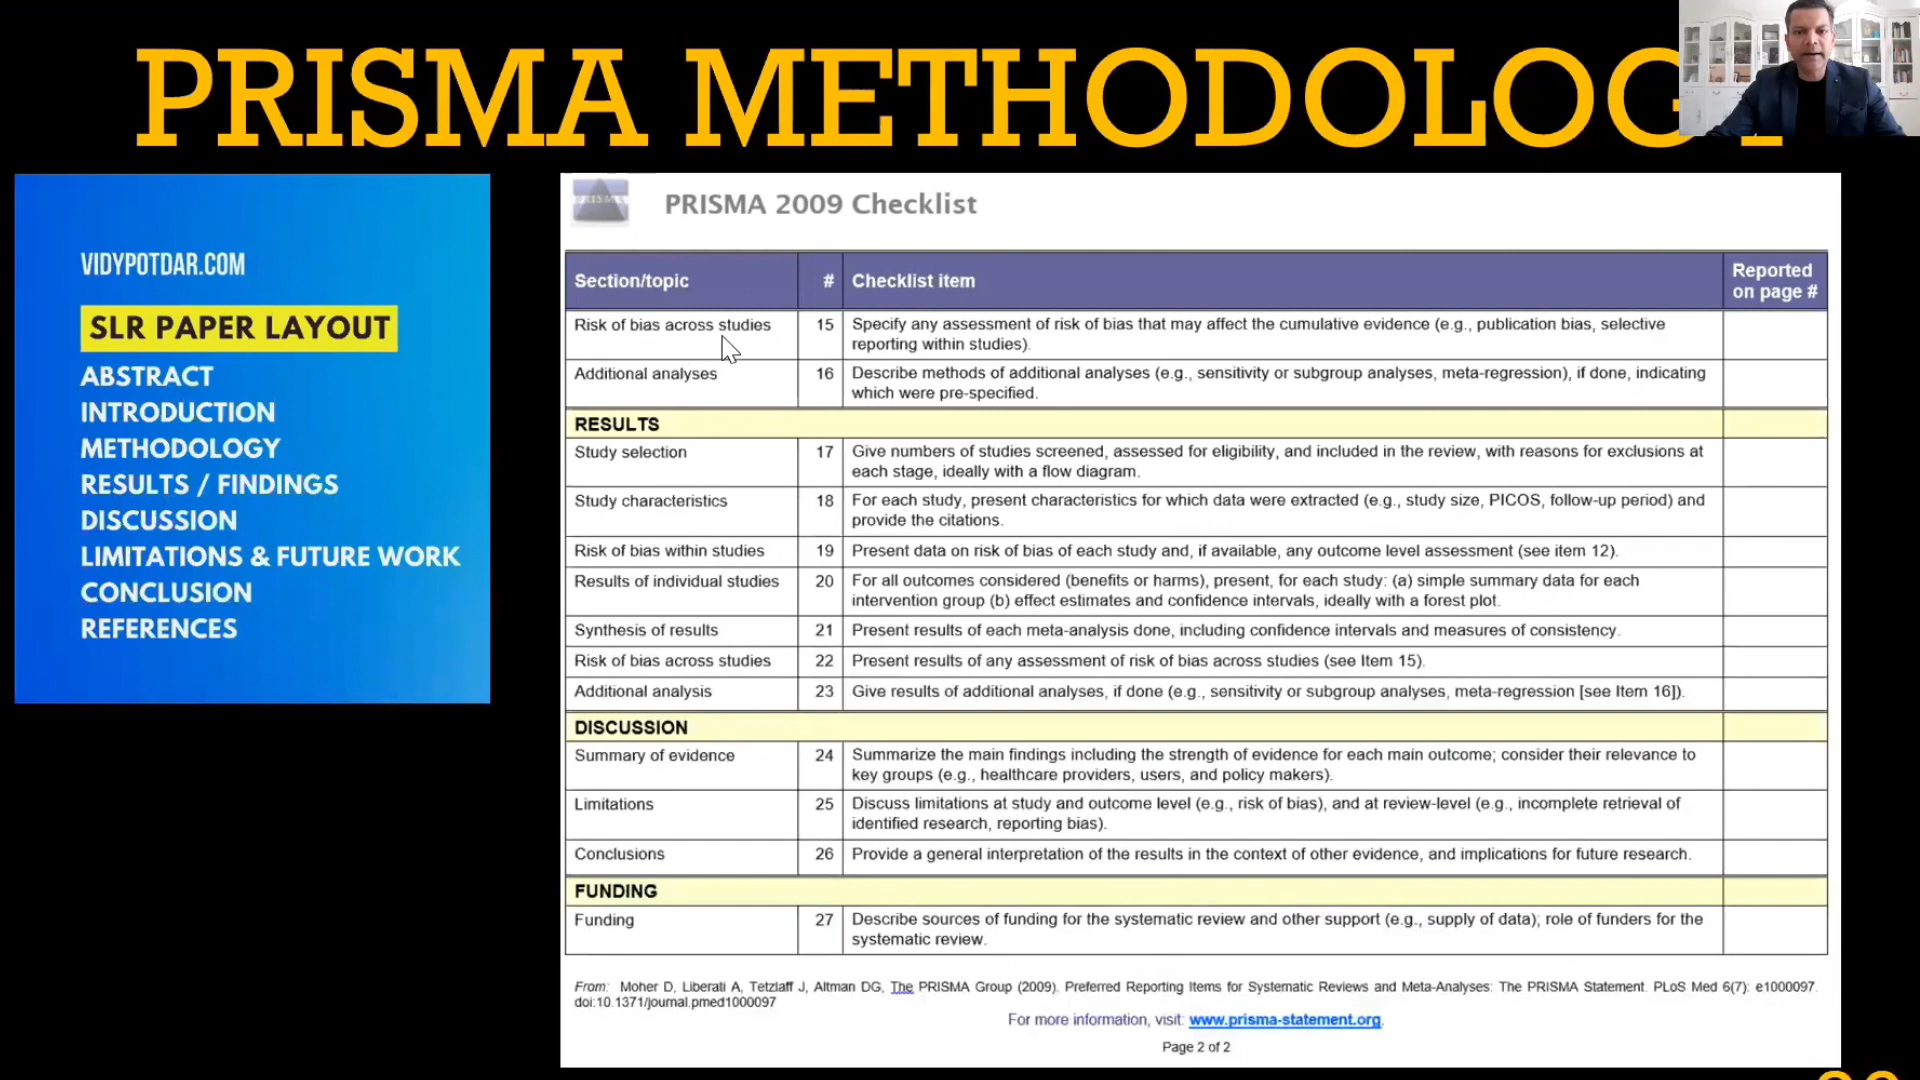 PRISMA METHODOLOG
VIDYPOTDAR.COM
SLR PAPER LAYOUT
ABSTRACT
INTRODUCTION
METHODOLOGY
RESULTS / FINDINGS
DISCUSSION
LIMITATIONS & FUTURE WORK
CONCLUSION
REFERENCES
PRISMA 2009 Checklist
Section/topic # Checklist item Reported on page #
Risk of bias across studies 15 Specify any assessment of risk of bias that may affect the cumulative evidence (e.g., publication bias, selective
reporting within studies).
Additional analyses 16 Describe methods of additional analyses (e.g., sensitivity or subgroup analyses, meta-regression), if done, indicating
which were pre-specified.
RESULTS
Study selection 17 Give numbers of studies screened, assessed for eligibility, and included in the review, with reasons for exclusions at
each stage, ideally with a flow diagram.
Study characteristics 18 For each study, present characteristics for which data were extracted (e.g., study size, PICOS, follow-up period) and
provide the citations.
Risk of bias within studies 19 Present data on risk of bias of each study and, if available, any outcome level assessment (see item 12).
Results of individual studies 20 For all outcomes considered (benefits or harms), present, for each study: (a) simple summary data for each
intervention group (b) effect estimates and confidence intervals, ideally with a forest plot.
Synthesis of results 21 Present results of each meta-analysis done, including confidence intervals and measures of consistency.
Risk of bias across studies 22 Present results of any assessment of risk of bias across studies (see Item 15).
Additional analysis 23 Give results of additional analyses, if done (e.g., sensitivity or subgroup analyses, meta-regression [see Item 16]).
DISCUSSION
Summary of evidence 24 Summarize the main findings including the strength of evidence for each main outcome; consider their relevance to
key groups (e.g., healthcare providers, users, and policy makers).
Limitations 25 Discuss limitations at study and outcome level (e.g., risk of bias), and at review-level (e.g., incomplete retrieval of
identified research, reporting bias).
Conclusions 26 Provide a general interpretation of the results in the context of other evidence, and implications for future research.
FUNDING
Funding 27 Describe sources of funding for the systematic review and other support (e.g., supply of data); role of funders for the
systematic review.
From: Moher D, Liberati A, Tetzlaff J, Altman DG, The PRISMA Group (2009). Preferred Reporting Items for Systematic Reviews and Meta-Analyses: The PRISMA Statement. PLoS Med 6(7): e1000097.
doi:10.1371/journal.pmed1000097
For more information, visit: www.prisma-statement.org.
Page 2 of 2